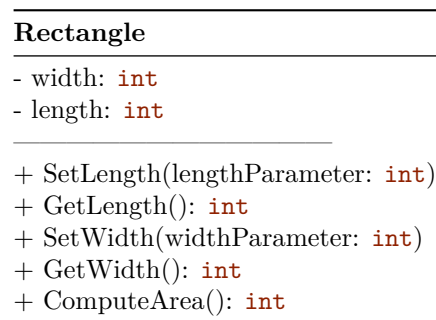 Rectangle
- width: int
- length: int
+ SetLength(lengthParameter: int)
+ GetLength(): int
+ SetWidth(widthParameter: int)
+ GetWidth(): int
+ ComputeArea(): int